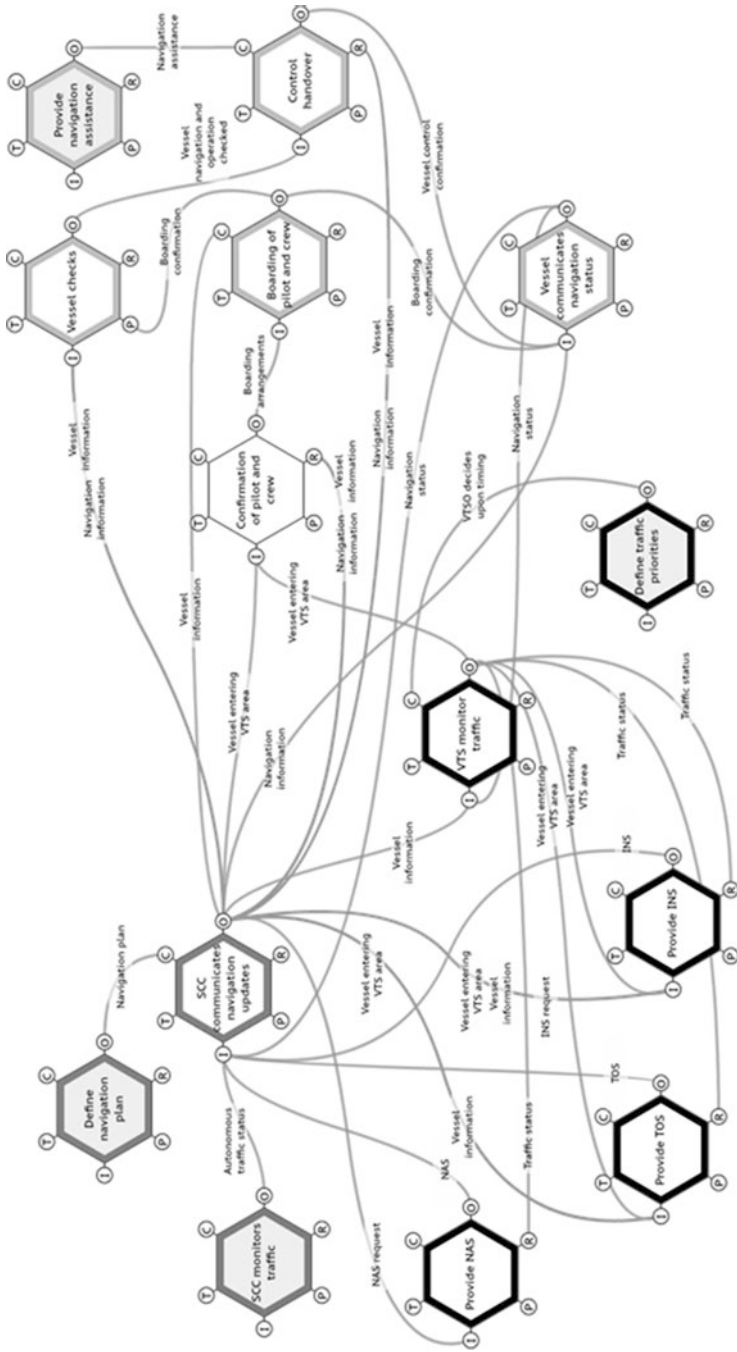 T
C
I
O
P
R
Define
navigation
plan
Navigation plan
T
C
I
O
P
R
Provide
navigation
assistance
Navigation
assistance
T
C
I
O
P
R
Vessel checks
T
C
I
O
P
R
SCC monitors
traffic
Autonomous
traffic status
T
C
I
O
P
R
SCC
communicates
navigation
updates
Navigation
information
Vessel
information
Vessel
information
Boarding
confirmation
Vessel
navigation and
operation
checked
T
C
I
O
P
R
Control
handover
T
C
I
O
P
R
Confirmation
of pilot and
crew
Boarding
arrangements
T
C
I
O
P
R
Boarding of
pilot and crew
Vessel entering
VTS area
Vessel entering
VTS area
Navigation
information
Navigation
information
Vessel
information
Navigation
information
Vessel
information
NAS request
NAS
Vessel
information
Vessel entering
VTS area
Vessel
information
Navigation
status
Boarding
confirmation
Vessel control
confirmation
T
C
I
O
P
R
Provide NAS
T
C
I
O
P
R
VTS monitor
traffic
VTSO decides
upon timing
Navigation
status
T
C
I
O
P
R
Vessel
communicates
navigation
status
Traffic status
INS request
Vessel entering
VTS area
Vessel
information
Vessel entering
VTS area
Vessel entering
VTS area
TOS
INS
T
C
I
O
P
R
Provide TOS
T
C
I
O
P
R
Provide INS
T
C
I
O
P
R
Define traffic
priorities
Traffic status
Traffic status